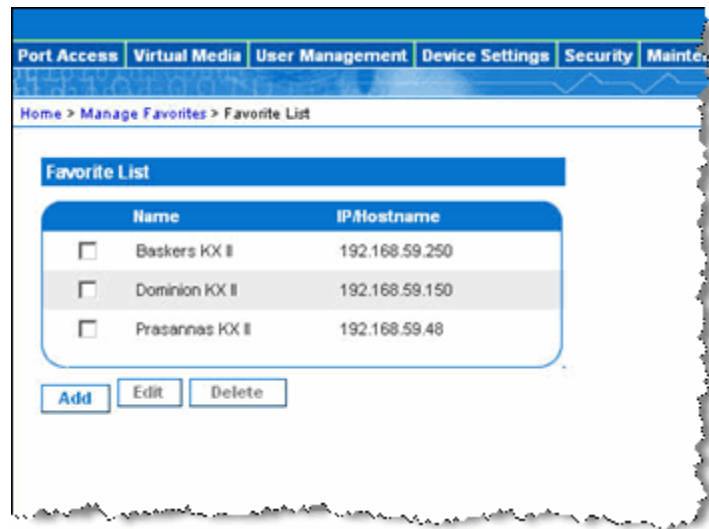 Port Access Virtual Media User Management Device Settings Security
Home > Manage Favorites > Favorite List
Favorite List
Name IP/Hostname
Baskers KX II 192.168.59.250
Dominion KX II 192.168.59.150
Prasannas KX II 192.168.59.48
Add Edit Delete